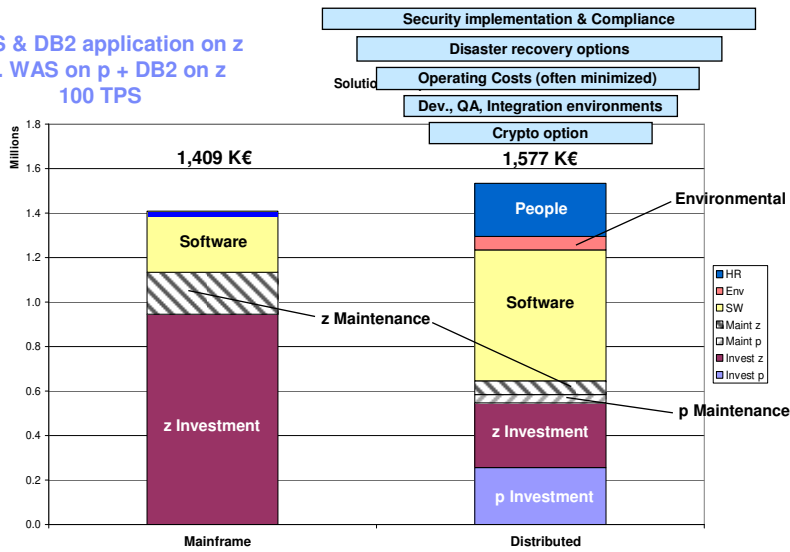 S & DB2 application on z
. WAS on p + DB2 on z
100 TPS
Security implementation & Compliance
Disaster recovery options
Operating Costs (often minimized)
Solutio
Dev., QA, Integration environments
Crypto option
Millions
1.8
1.6
1.4
1.2
1.0
0.8
0.6
0.4
0.2
0.0
1,409 K€
1,577 K€
Software
z Investment
z Maintenance
People
Environmental
Software
p Maintenance
z Investment
p Investment
HR
Env
SW
Maint z
Maint p
Invest z
Invest p
Mainframe
Distributed